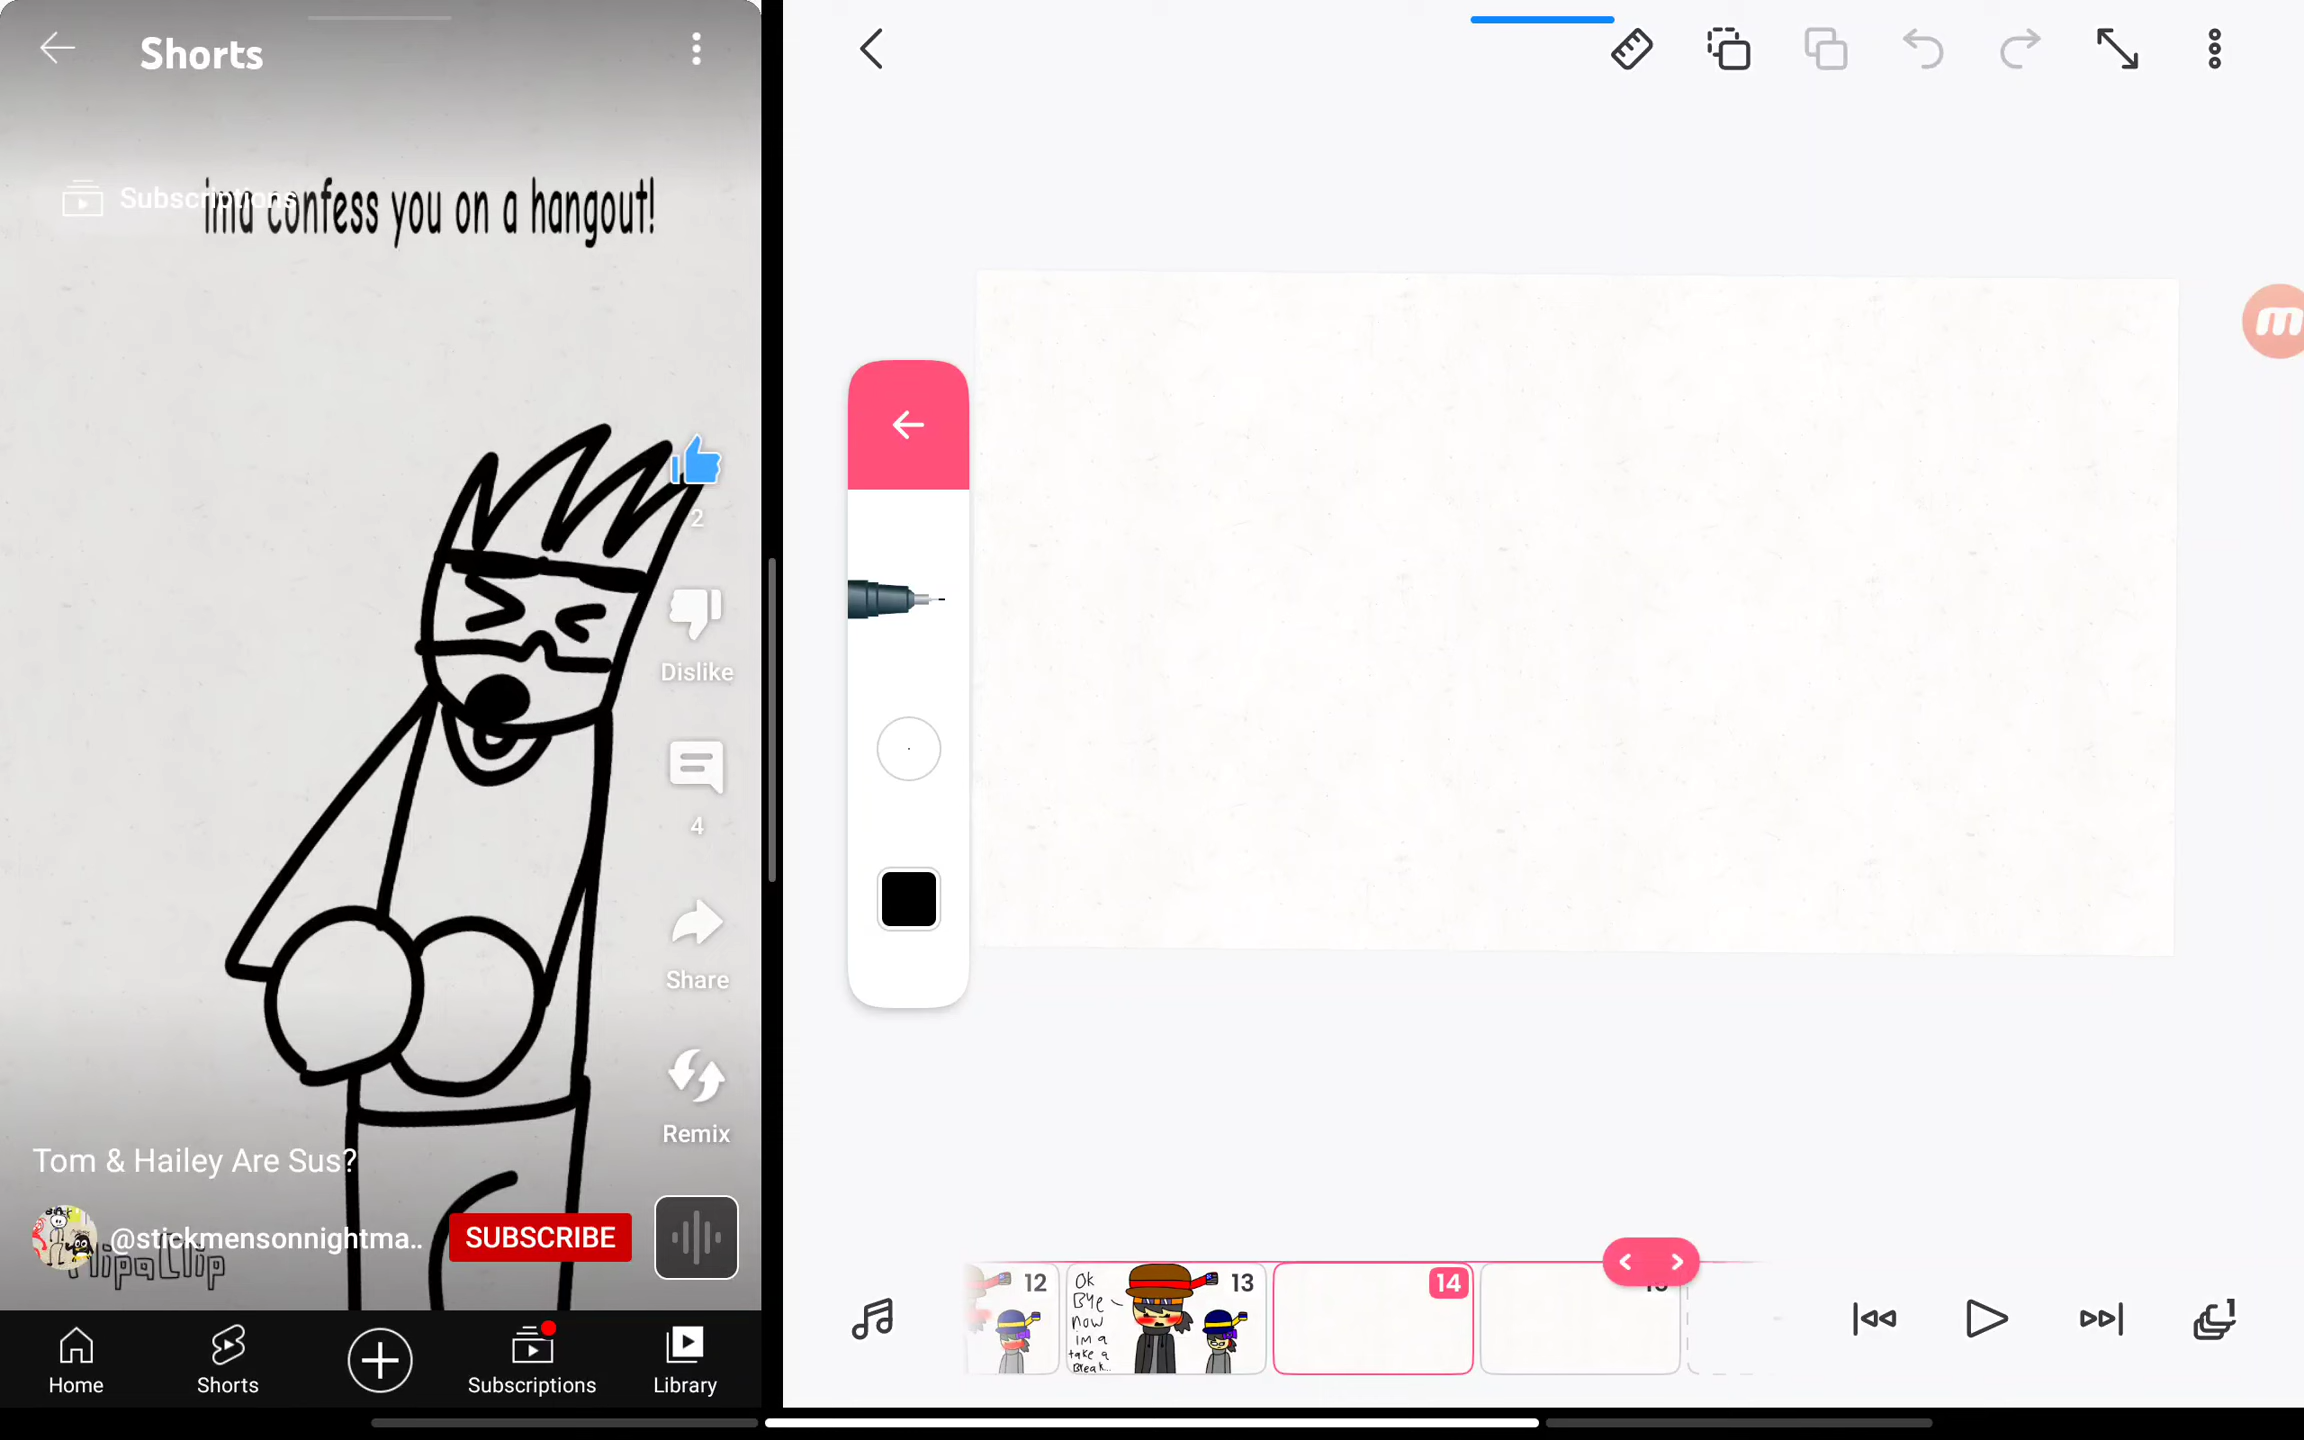 Shorts
Subscriptions
ima confess you on a hangout!
2
Dislike
4
Share
Remix
Tom & Hailey Are Sus?
@stickmensonnightma..
SUBSCRIBE
FlipaClip
Home
Shorts
Subscriptions
Library
m
12
Ok
Bye
now
im a
take a
Break..
13
14
1